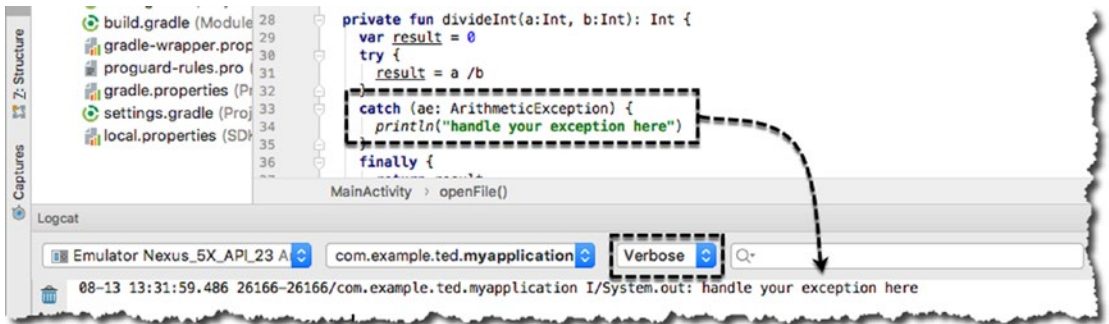 Z: Structure
Captures
build.gradle (Module
gradle-wrapper.prop
proguard-rules.pro (
gradle.properties (Pr
settings.gradle (Proj
local.properties (SDK
28 private fun divideInt(a:Int, b:Int): Int {
29 var result = 0
30 try {
31 result = a /b
32 }
33 catch (ae: ArithmeticException) {
34 println("handle your exception here")
35 }
36 finally {
MainActivity › openFile()
Logcat
Emulator Nexus_5X_API_23 A
com.example.ted.myapplication
Verbose
08-13 13:31:59.486 26166-26166/com.example.ted.myapplication I/System.out: handle your exception here